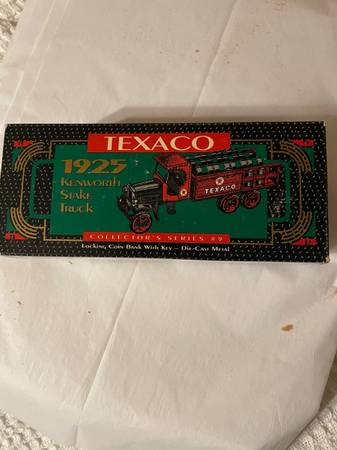 TEXACO
1925
KENWORTH
STAKE
TRUCK
TEXACO
COLLECTOR'S SERIES #9
LOCKING COIN BANK WITH KEY – DIE-CAST METAL